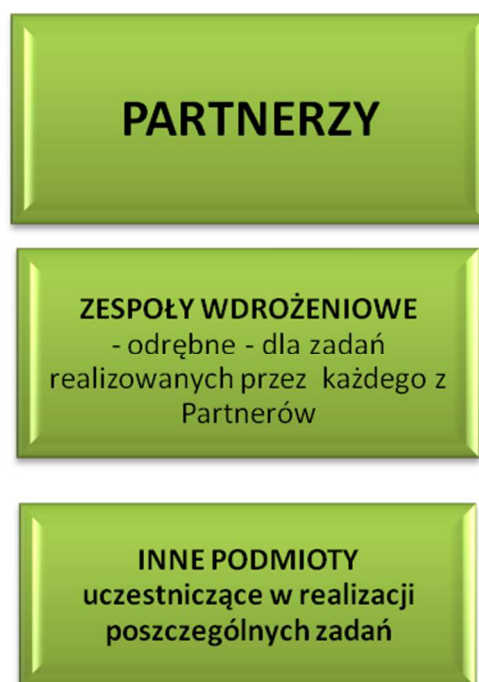 PARTNERZY
ZESPOŁY WDROŻENIOWE
- odrębne - dla zadań
realizowanych przez każdego z
Partnerów
INNE PODMIOTY
uczestniczące w realizacji
poszczególnych zadań